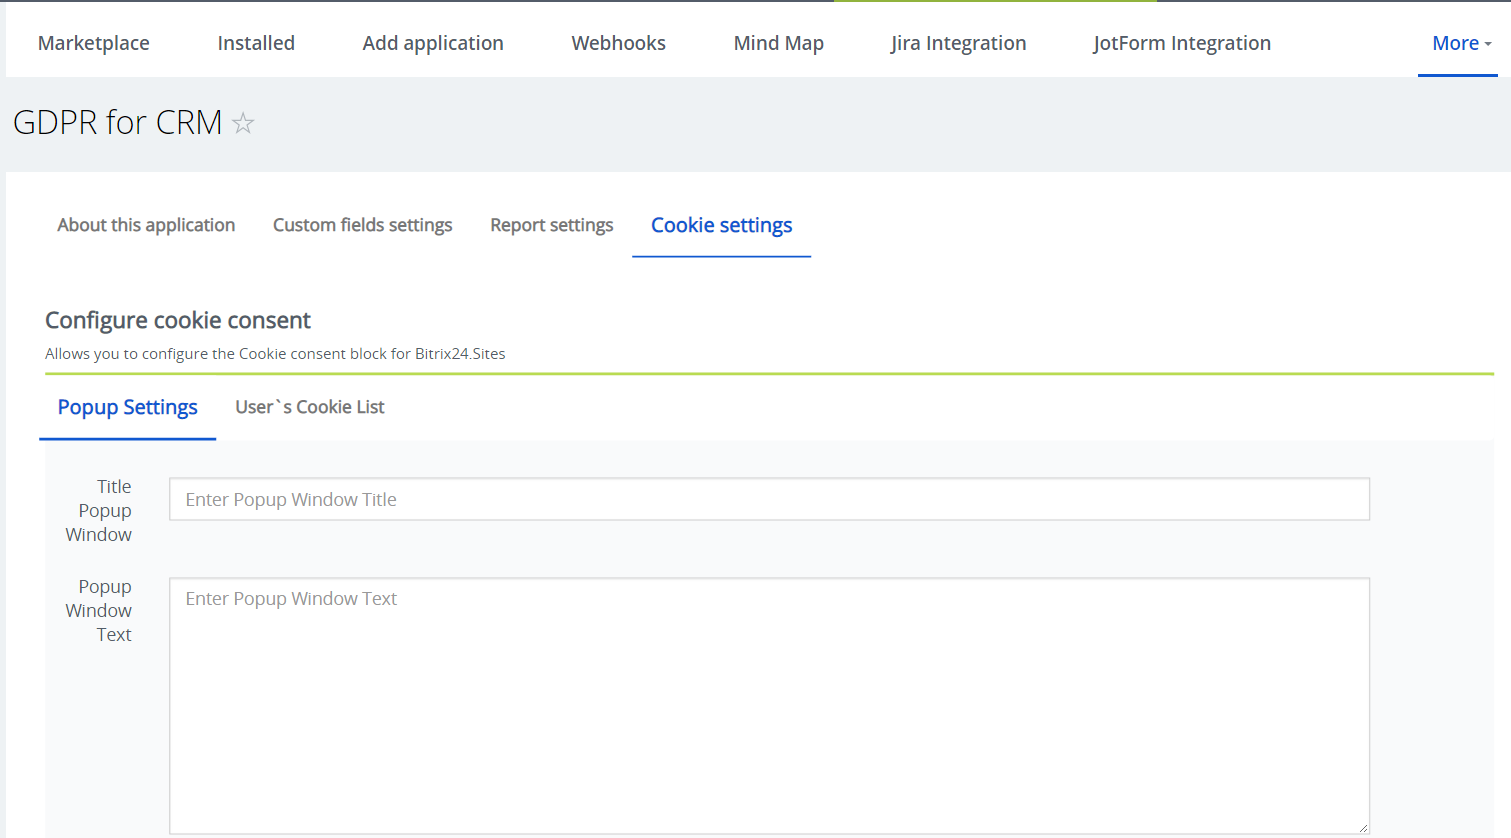 Marketplace Installed Add application Webhooks Mind Map Jira Integration JotForm Integration More
GDPR for CRM
About this application Custom fields settings Report settings Cookie settings
Configure cookie consent
Allows you to configure the Cookie consent block for Bitrix24.Sites
Popup Settings User`s Cookie List
Title
Popup
Window
Enter Popup Window Title
Popup
Window
Text
Enter Popup Window Text